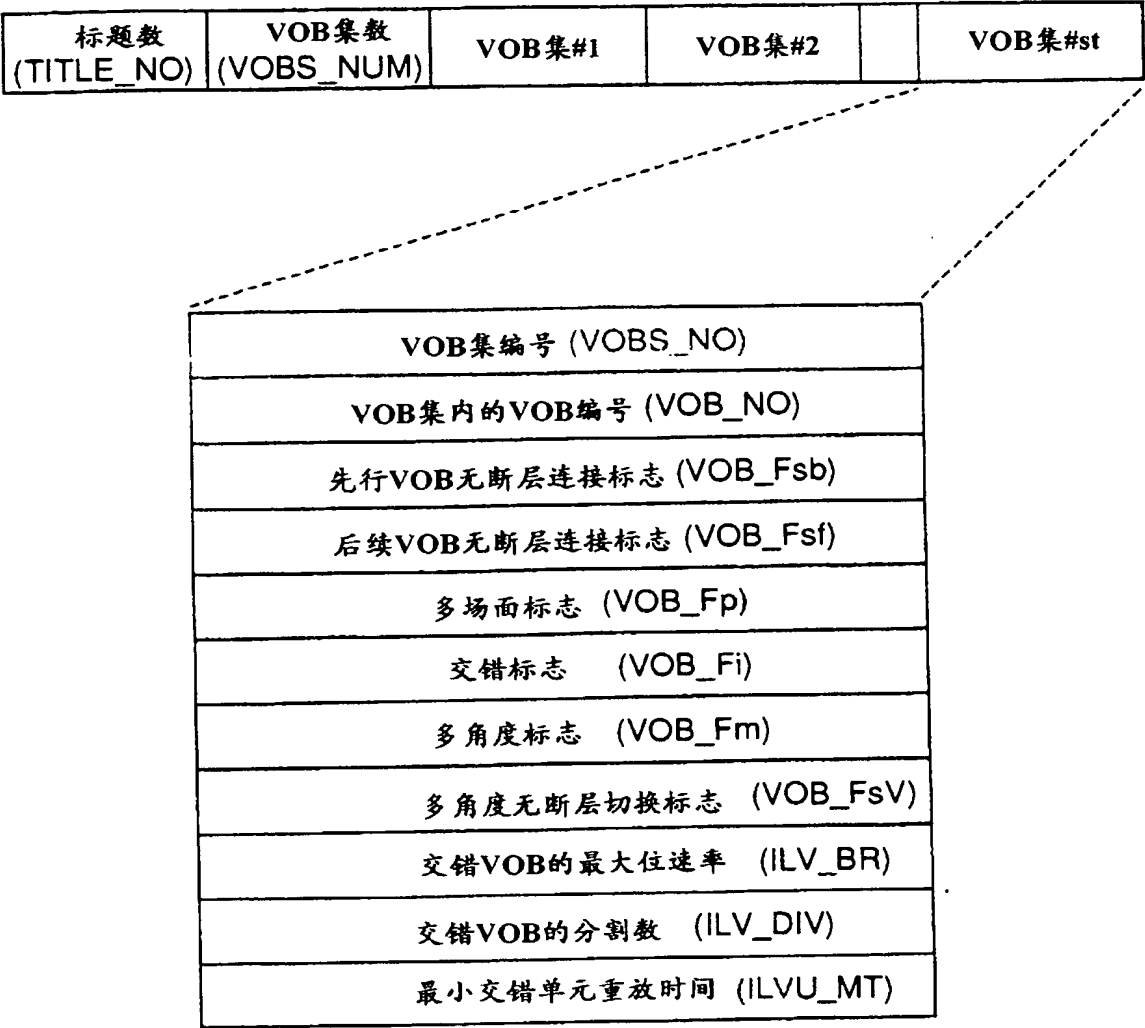 标题数 VOB集数 VOB集#1 VOB集#2 VOB集#st
(TITLE_NO) (VOBS_NUM)
VOB集编号 (VOBS_NO)
VOB集内的VOB编号 (VOB_NO)
先行VOB无断层连接标志 (VOB_Fsb)
后续VOB无断层连接标志 (VOB_Fsf)
多场面标志 (VOB_Fp)
交错标志 (VOB_Fi)
多角度标志 (VOB_Fm)
多角度无断层切换标志 (VOB_FsV)
交错VOB的最大位速率 (ILV_BR)
交错VOB的分割数 (ILV_DIV)
最小交错单元重放时间 (ILVU_MT)